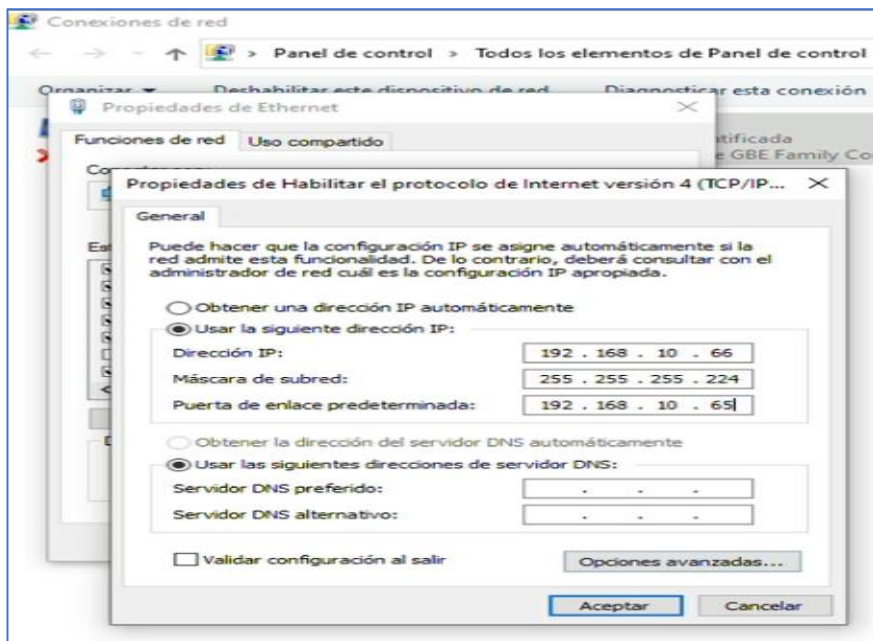 Conexiones de red
Panel de control > Todos los elementos de Panel de control
Organizar Deshabilitar este dispositivo de red Diagnosticar esta conexión
Propiedades de Ethernet
Funciones de red Uso compartido
GBE Family
Propiedades de Habilitar el protocolo de Internet versión 4 (TCP/IP...
General
Puede hacer que la configuración IP se asigne automáticamente si la
red admite esta funcionalidad. De lo contrario, deberá consultar con el
administrador de red cuál es la configuración IP apropiada.
Obtener una dirección IP automáticamente
Usar la siguiente dirección IP:
Dirección IP: 192 . 168 . 10 . 66
Máscara de subred: 255 . 255 . 255 . 224
Puerta de enlace predeterminada: 192 . 168 . 10 . 65
Obtener la dirección del servidor DNS automáticamente
Usar las siguientes direcciones de servidor DNS:
Servidor DNS preferido: . . .
Servidor DNS alternativo: . . .
Validar configuración al salir Opciones avanzadas...
Aceptar Cancelar